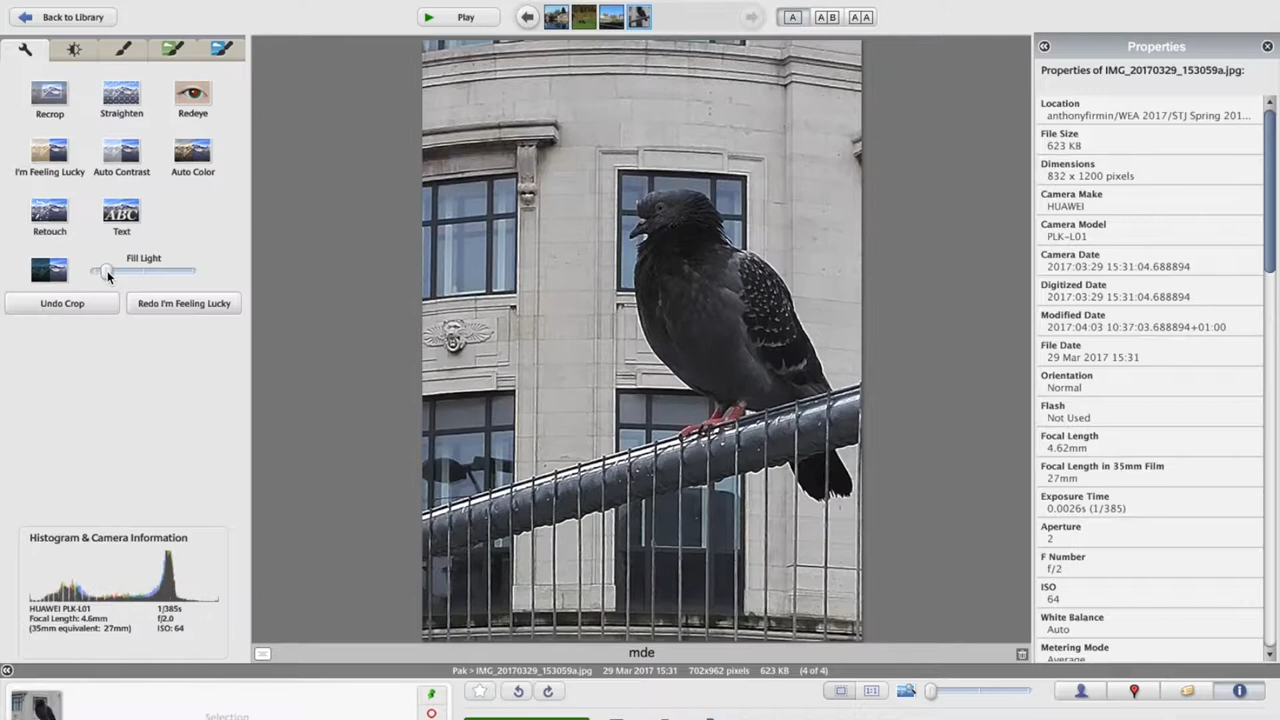 Back to Library
Play
A
A B
A A
Properties
Properties of IMG_20170329_153059a.jpg:
Recrop
Straighten
Redeye
I'm Feeling Lucky
Auto Contrast
Auto Color
Retouch
ABC
Text
Fill Light
Undo Crop
Redo I'm Feeling Lucky
Histogram & Camera Information
HUAWEI PLK-L01
1/385s
Focal Length: 4.6mm
f/2.0
(35mm equivalent: 27mm)
ISO: 64
Location
anthonyfirmin/WEA 2017/STJ Spring 201...
File Size
623 KB
Dimensions
832 x 1200 pixels
Camera Make
HUAWEI
Camera Model
PLK-L01
Camera Date
2017:03:29 15:31:04.688894
Digitized Date
2017:03:29 15:31:04.688894
Modified Date
2017:04:03 10:37:03.688894+01:00
File Date
29 Mar 2017 15:31
Orientation
Normal
Flash
Not Used
Focal Length
4.62mm
Focal Length in 35mm Film
27mm
Exposure Time
0.0026s (1/385)
Aperture
2
F Number
f/2
ISO
64
White Balance
Auto
Metering Mode
Average
mde
Pak > IMG_20170329_153059a.jpg 29 Mar 2017 15:31 702x962 pixels 623 KB (4 of 4)
Selection
1:1